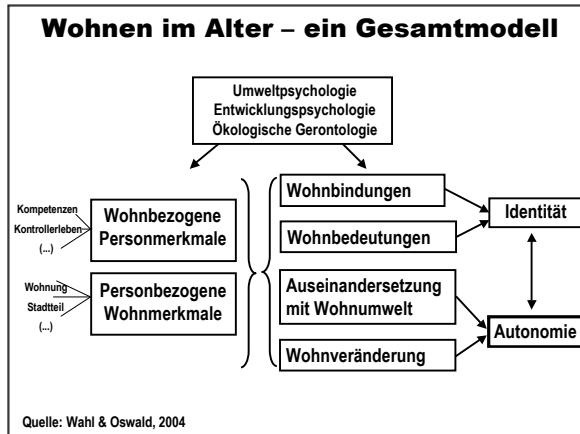 Wohnen im Alter – ein Gesamtmodell
Umweltpsychologie
Entwicklungspsychologie
Ökologische Gerontologie
Kompetenzen
Kontrollerleben
(...)
Wohnbezogene
Personmerkmale
Wohnung
Stadtteil
(...)
Personbezogene
Wohnmerkmale
Wohnbindungen
Wohnbedeutungen
Auseinandersetzung
mit Wohnumwelt
Wohnveränderung
Identität
Autonomie
Quelle: Wahl & Oswald, 2004